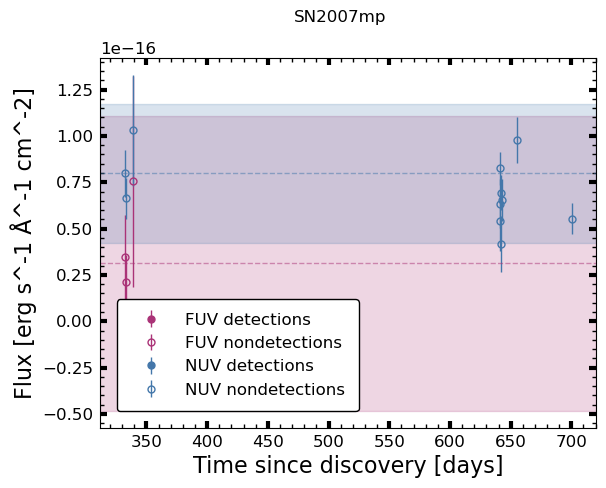 SN2007mp
1e−16
1.25
1.00
0.75
0.50
0.25
0.00
−0.25
−0.50
Flux [erg s^-1 Å^-1 cm^-2]
FUV detections
FUV nondetections
NUV detections
NUV nondetections
350 400 450 500 550 600 650 700
Time since discovery [days]